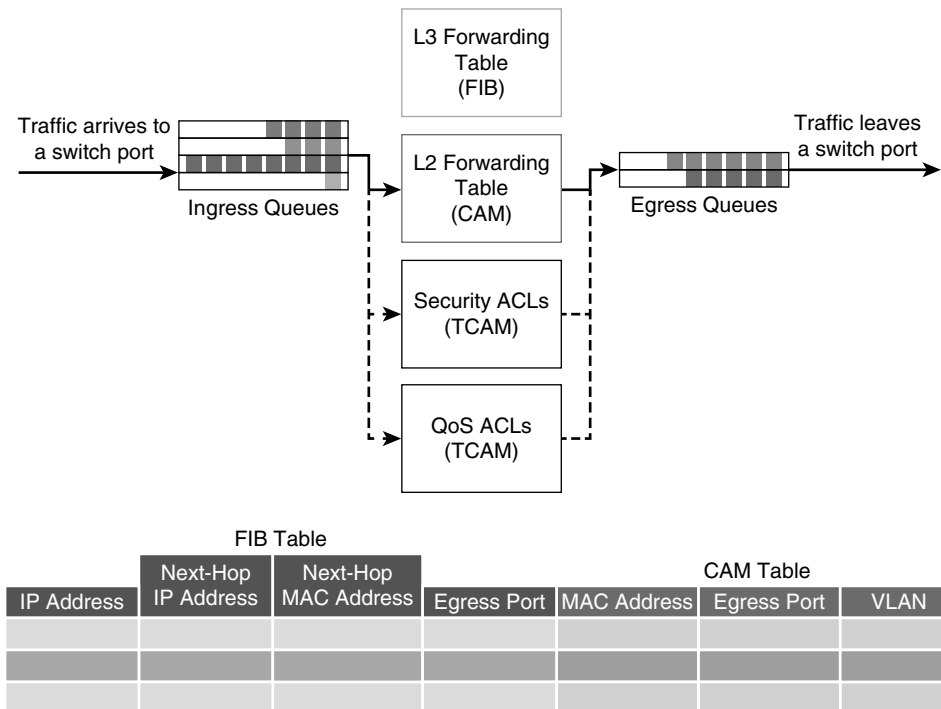 L3 Forwarding
Table
(FIB)
Traffic arrives to
a switch port
Ingress Queues
L2 Forwarding
Table
(CAM)
Traffic leaves
a switch port
Egress Queues
Security ACLs
(TCAM)
QoS ACLs
(TCAM)
FIB Table
CAM Table
IP Address
Next-Hop
IP Address
Next-Hop
MAC Address
Egress Port
MAC Address
Egress Port
VLAN